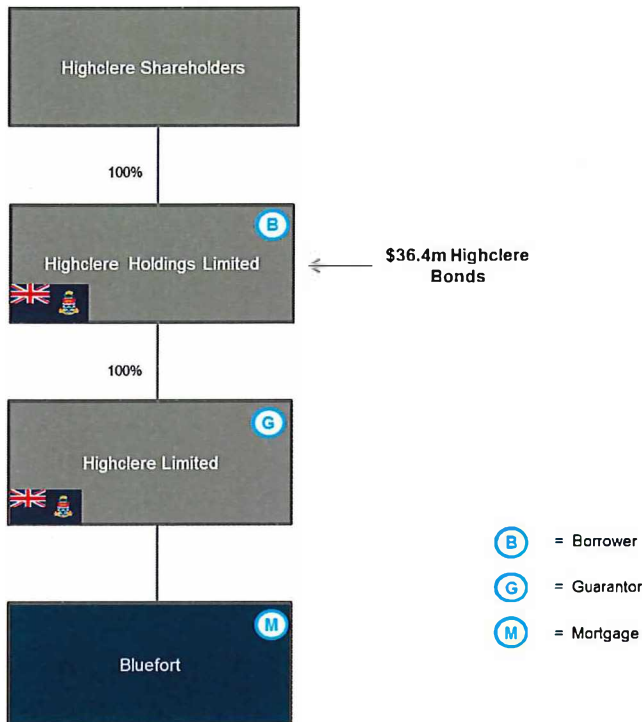 Highclere Shareholders
100%
B
Highclere Holdings Limited
$36.4m Highclere
Bonds
100%
G
Highclere Limited
B = Borrower
G = Guarantor
M = Mortgage
M
Bluefort